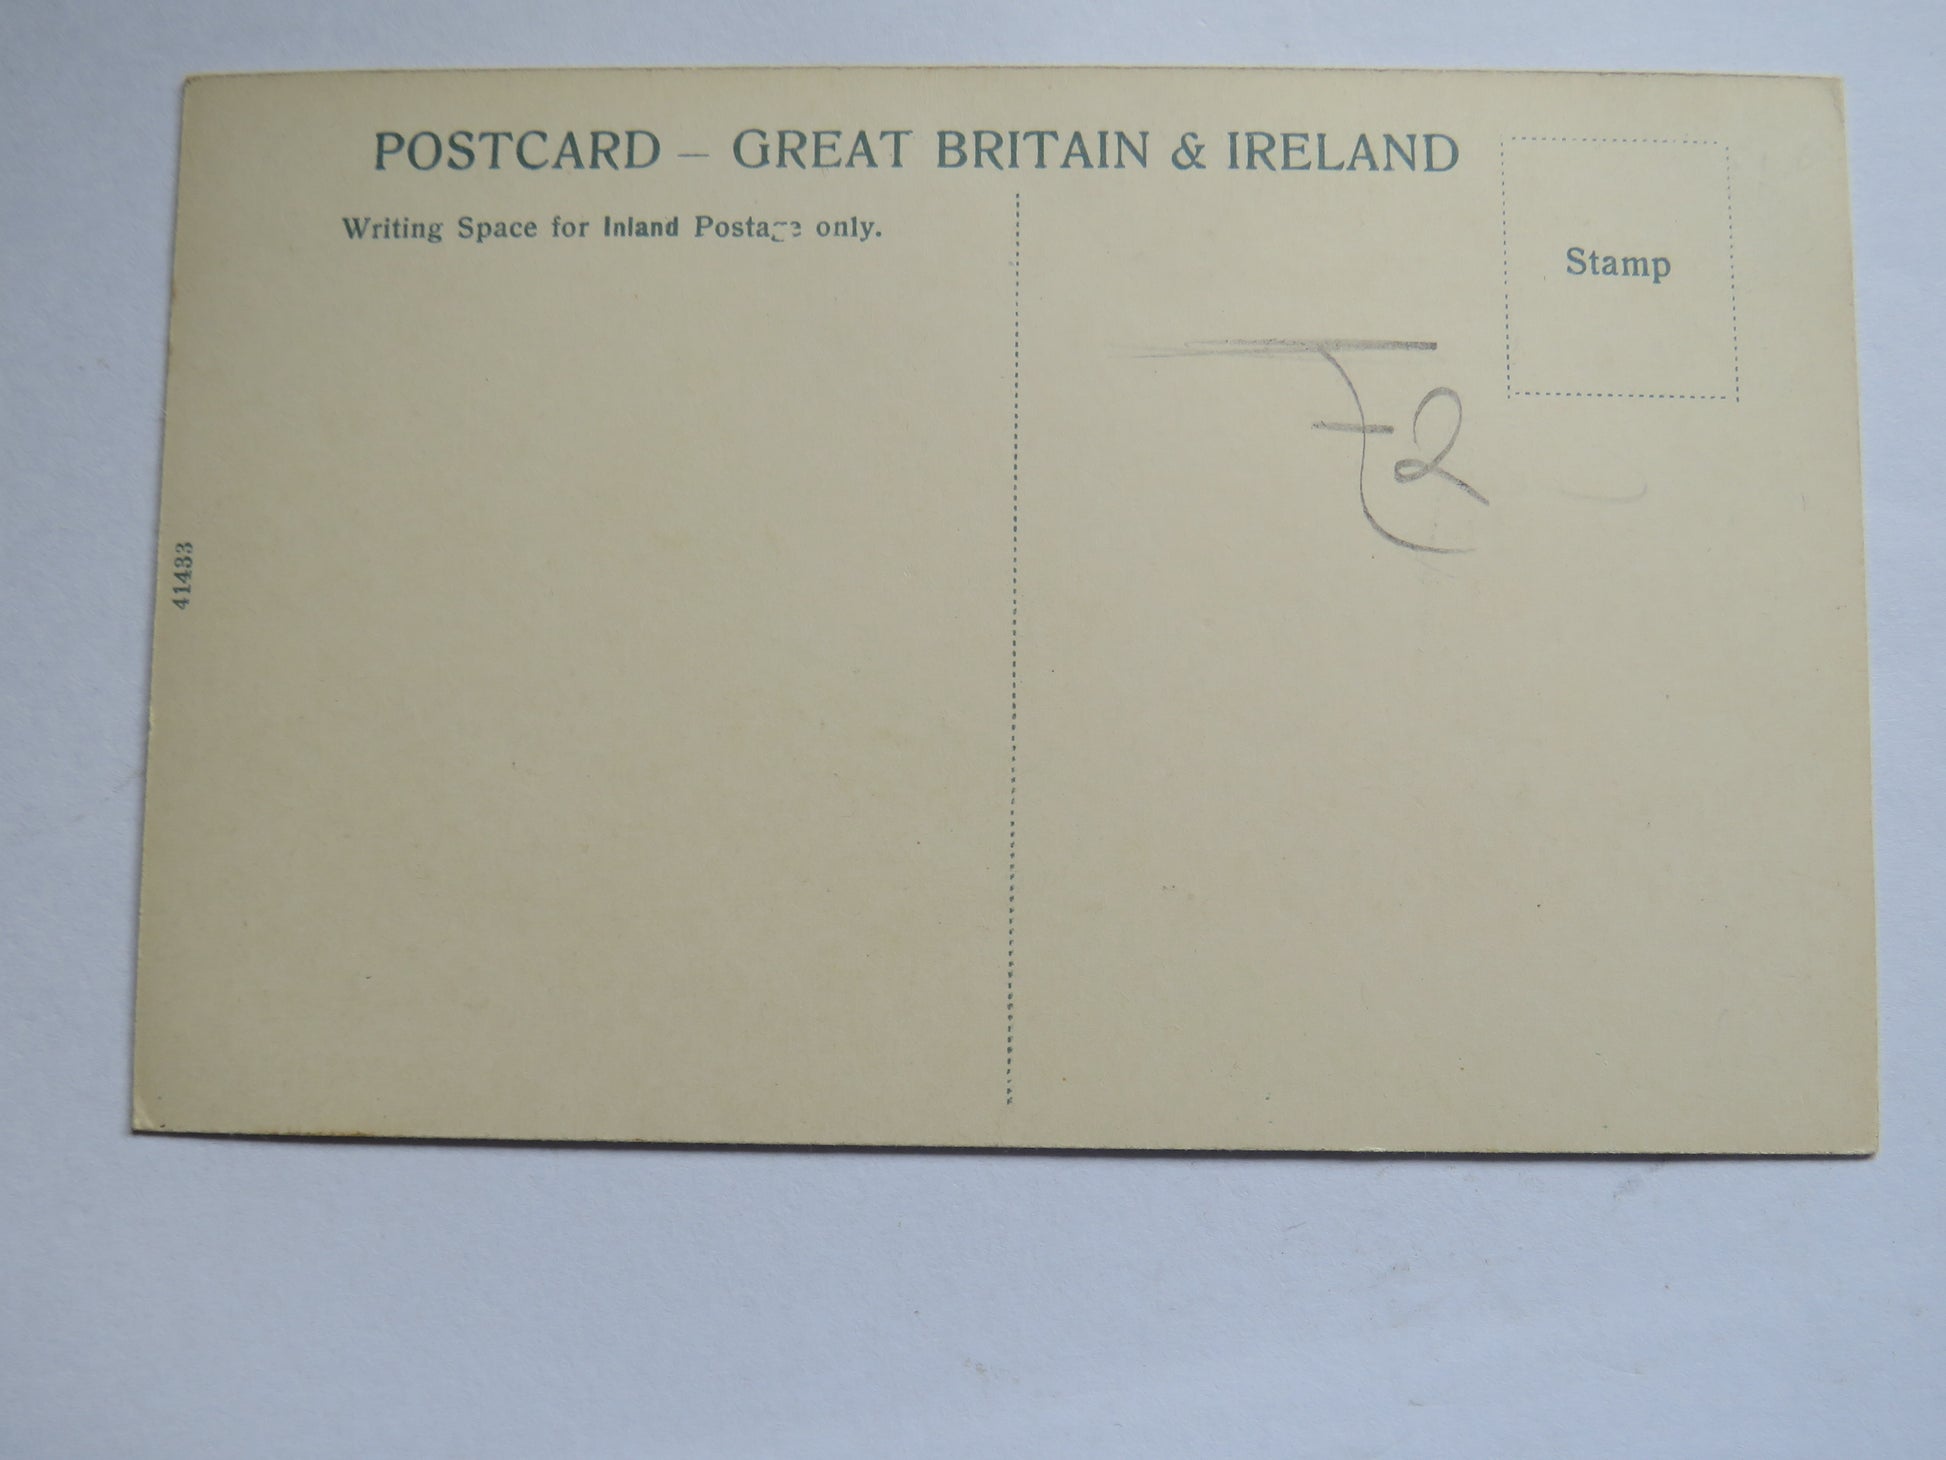 POSTCARD – GREAT BRITAIN & IRELAND
Writing Space for Inland Postage only.
Stamp
£2
41433